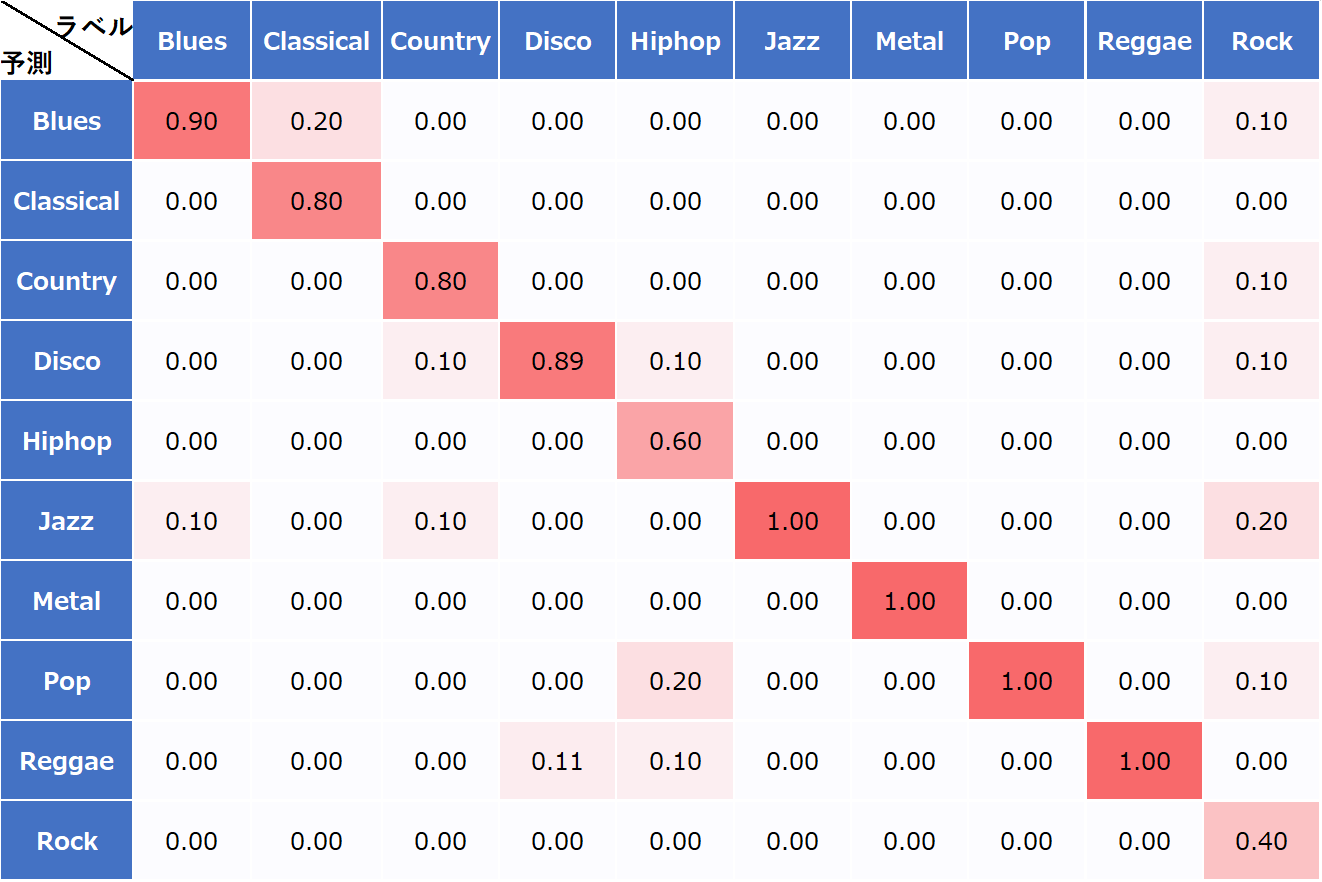 ラベル
予測
Blues Classical Country Disco Hiphop Jazz Metal Pop Reggae Rock
Blues 0.90 0.20 0.00 0.00 0.00 0.00 0.00 0.00 0.00 0.10
Classical 0.00 0.80 0.00 0.00 0.00 0.00 0.00 0.00 0.00 0.00
Country 0.00 0.00 0.80 0.00 0.00 0.00 0.00 0.00 0.00 0.10
Disco 0.00 0.00 0.10 0.89 0.10 0.00 0.00 0.00 0.00 0.10
Hiphop 0.00 0.00 0.00 0.00 0.60 0.00 0.00 0.00 0.00 0.00
Jazz 0.10 0.00 0.10 0.00 0.00 1.00 0.00 0.00 0.00 0.20
Metal 0.00 0.00 0.00 0.00 0.00 0.00 1.00 0.00 0.00 0.00
Pop 0.00 0.00 0.00 0.00 0.20 0.00 0.00 1.00 0.00 0.10
Reggae 0.00 0.00 0.00 0.11 0.10 0.00 0.00 0.00 1.00 0.00
Rock 0.00 0.00 0.00 0.00 0.00 0.00 0.00 0.00 0.00 0.40